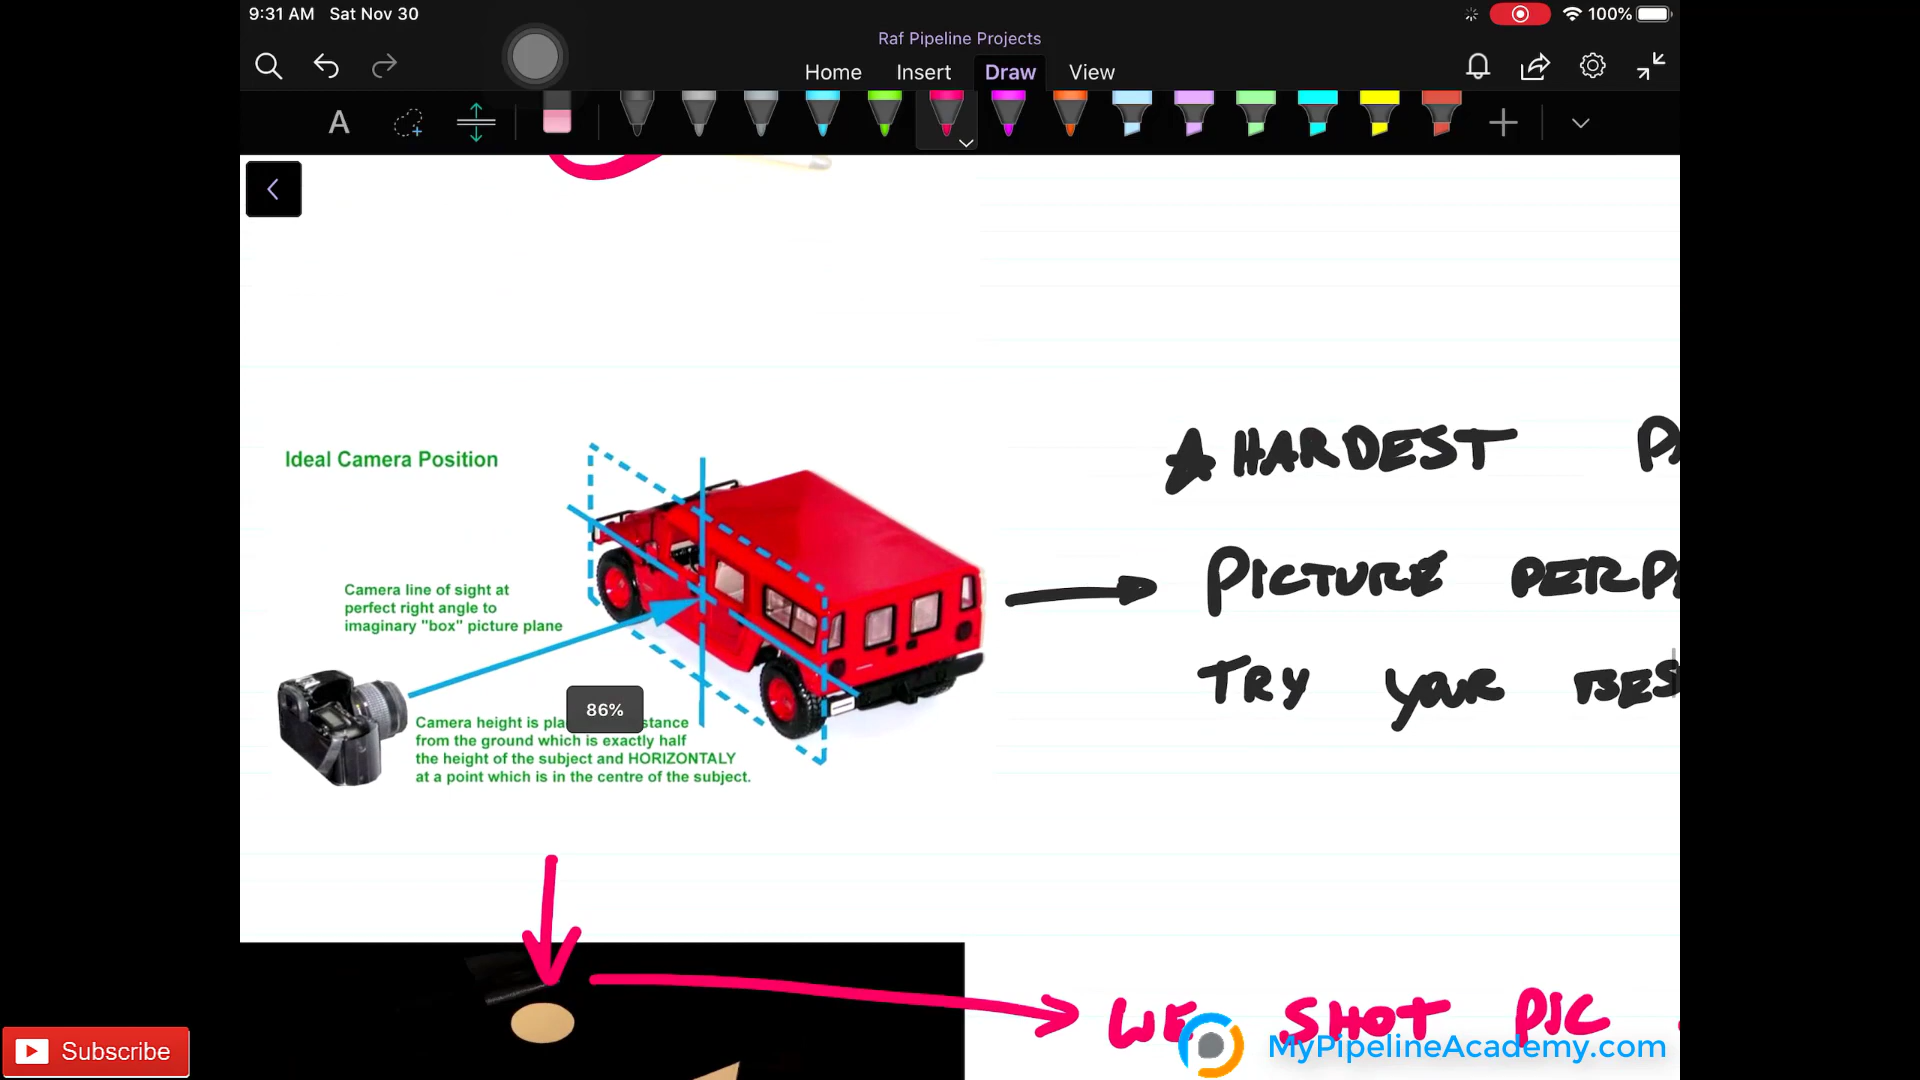 9:31 AM Sat Nov 30
100%
Raf Pipeline Projects
Home Insert Draw View
A
Ideal Camera Position
HARDEST
Camera line of sight at
perfect right angle to
imaginary "box" picture plane
PICTURE
TRY YOUR
86%
Camera height is
from the ground which is exactly half
the height of the subject and HORIZONTALY
at a point which is in the centre of the subject.
WE SHOT PIC
MyPipelineAcademy.com
Subscribe